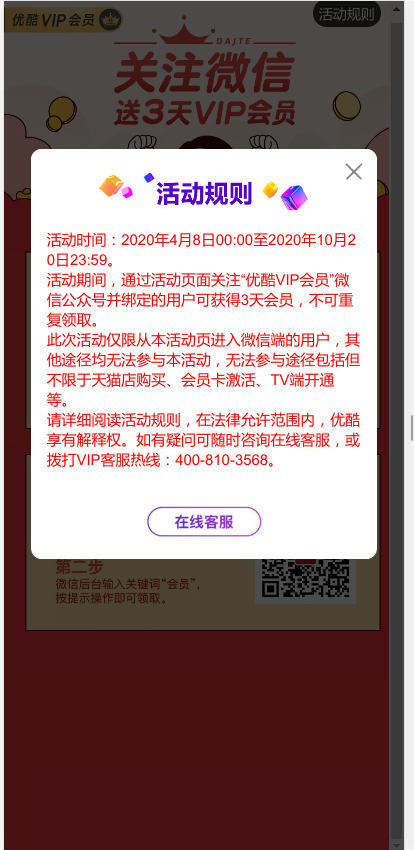 优酷VIP会员
活动规则
DAJTE
关注微信
送3天VIP会员
活动规则
活动时间：2020年4月8日00:00至2020年10月2
0日23:59。
活动期间，通过活动页面关注“优酷VIP会员”微
信公众号并绑定的用户可获得3天会员，不可重
复领取。
此次活动仅限从本活动页进入微信端的用户，其
他途径均无法参与本活动，无法参与途径包括但
不限于天猫店购买、会员卡激活、TV端开通
等。
请详细阅读活动规则，在法律允许范围内，优酷
享有解释权。如有疑问可随时咨询在线客服，或
拨打VIP客服热线：400-810-3568。
在线客服
第二步
微信后台输入关键词“会员”，
按提示操作即可领取。